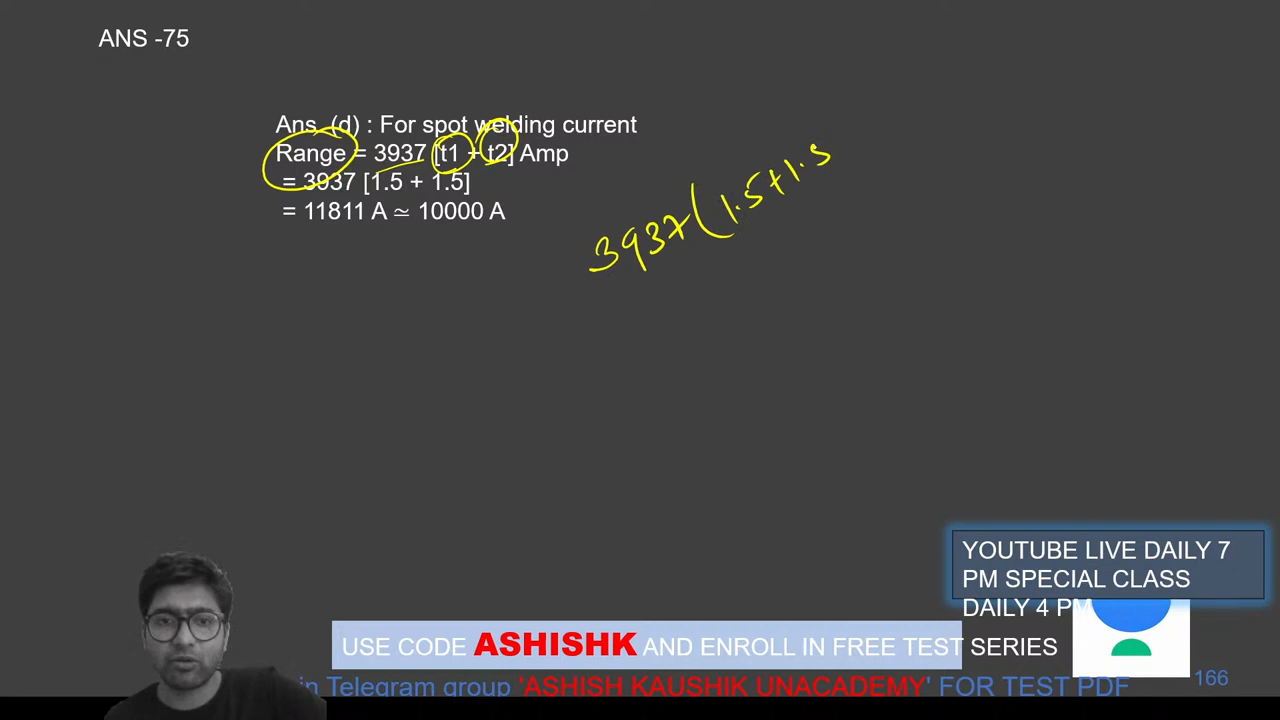 ANS -75
Ans. (d) : For spot welding current
Range = 3937 [t1 + t2] Amp
= 3937 [1.5 + 1.5]
= 11811 A ≃ 10000 A
3937(1.5+1.5
YOUTUBE LIVE DAILY 7
PM SPECIAL CLASS
DAILY 4 PM
USE CODE ASHISHK AND ENROLL IN FREE TEST SERIES
in Telegram group 'ASHISH KAUSHIK UNACADEMY' FOR TEST PDF
166